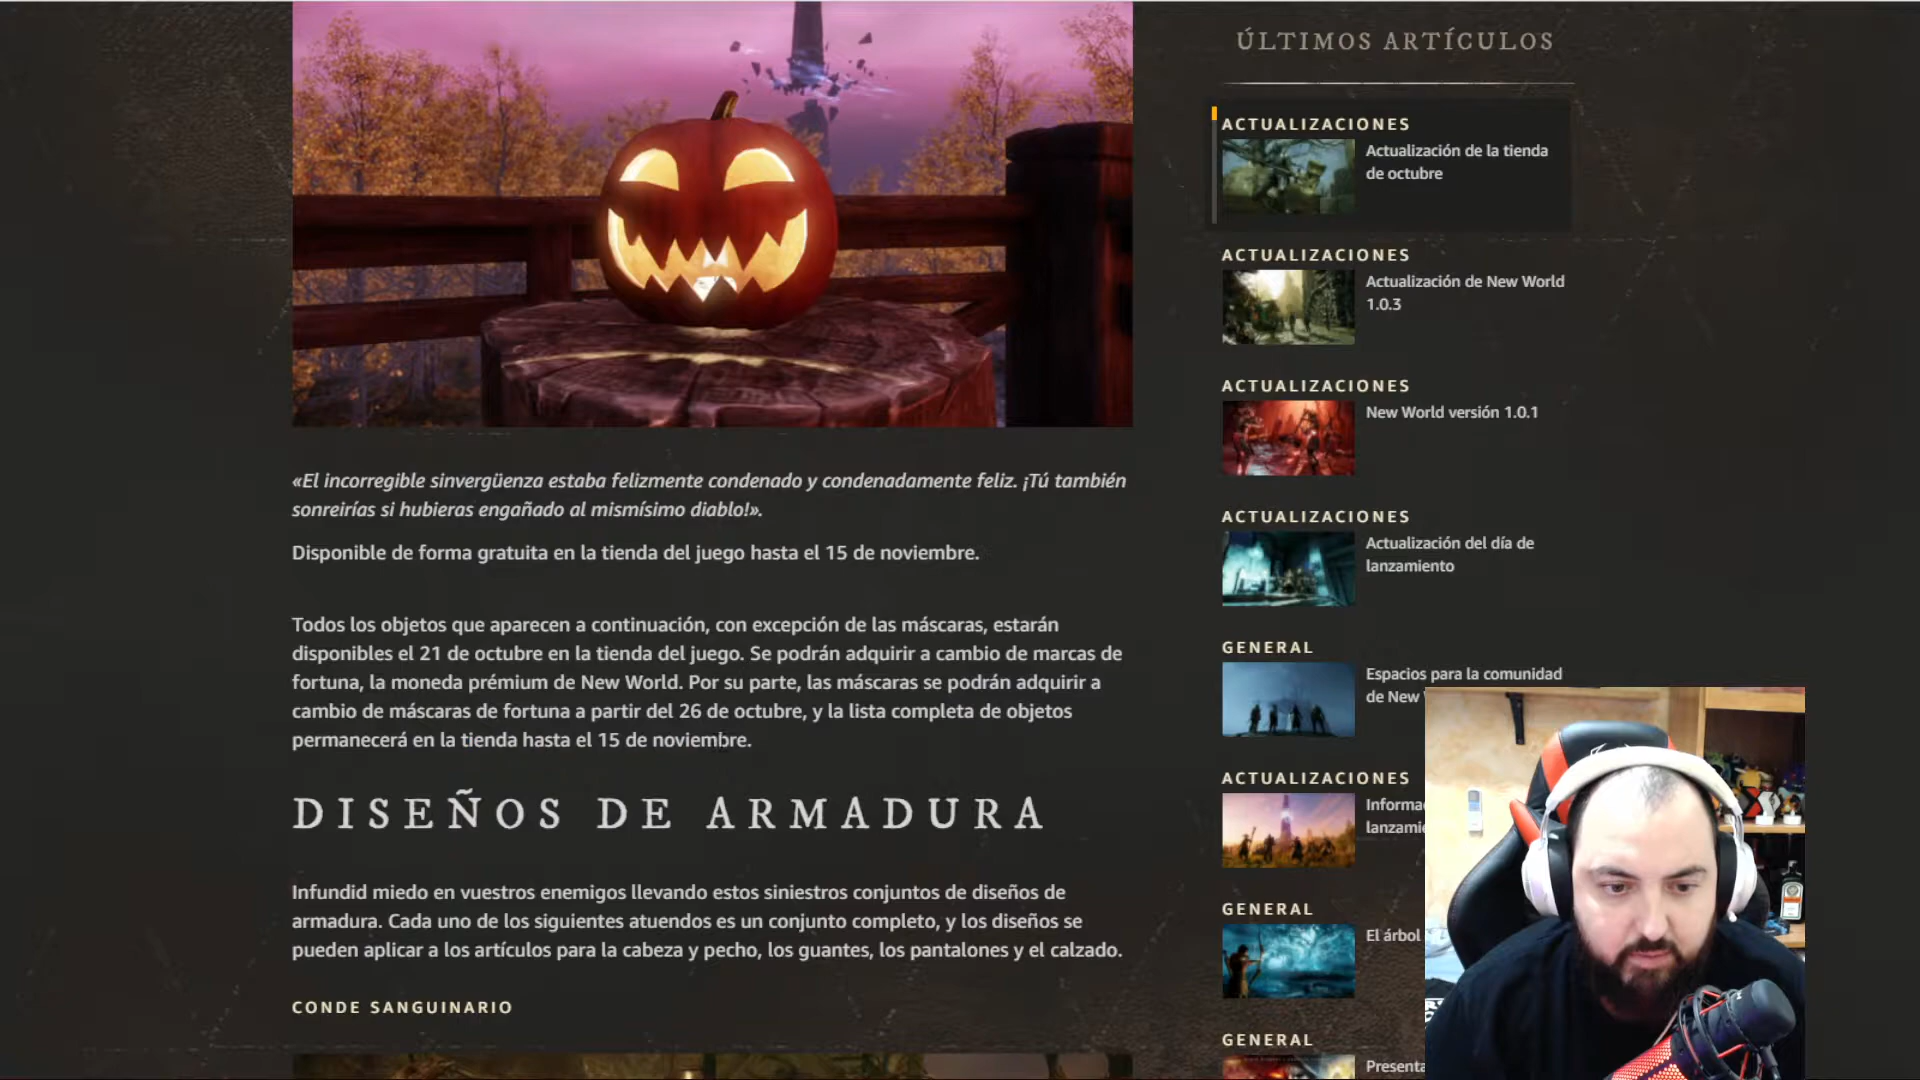 «El incorregible sinvergüenza estaba felizmente condenado y condenadamente feliz. ¡Tú también
sonreirías si hubieras engañado al mismísimo diablo!».
Disponible de forma gratuita en la tienda del juego hasta el 15 de noviembre.
Todos los objetos que aparecen a continuación, con excepción de las máscaras, estarán
disponibles el 21 de octubre en la tienda del juego. Se podrán adquirir a cambio de marcas de
fortuna, la moneda prémium de New World. Por su parte, las máscaras se podrán adquirir a
cambio de máscaras de fortuna a partir del 26 de octubre, y la lista completa de objetos
permanecerá en la tienda hasta el 15 de noviembre.
DISEÑOS DE ARMADURA
Infundid miedo en vuestros enemigos llevando estos siniestros conjuntos de diseños de
armadura. Cada uno de los siguientes atuendos es un conjunto completo, y los diseños se
pueden aplicar a los artículos para la cabeza y pecho, los guantes, los pantalones y el calzado.
CONDE SANGUINARIO
ÚLTIMOS ARTÍCULOS
ACTUALIZACIONES
Actualización de la tienda
de octubre
ACTUALIZACIONES
Actualización de New World
1.0.3
ACTUALIZACIONES
New World versión 1.0.1
ACTUALIZACIONES
Actualización del día de
lanzamiento
GENERAL
Espacios para la comunidad
de New
ACTUALIZACIONES
Informa
lanzamie
GENERAL
El árbol
GENERAL
Presenta